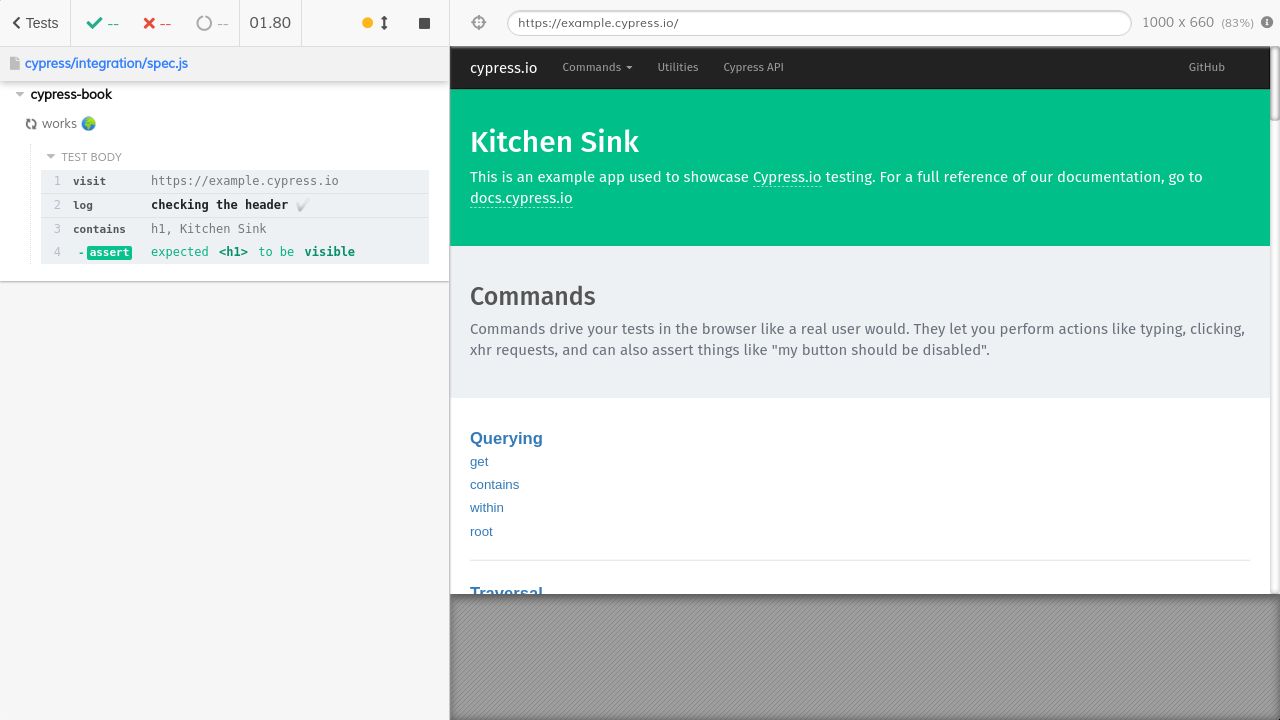 Tests
--
--
--
01.80
https://example.cypress.io/
1000 x 660 (83%)
cypress/integration/spec.js
cypress-book
works 🌍
TEST BODY
1 visit https://example.cypress.io
2 log checking the header ✔️
3 contains h1, Kitchen Sink
4 - assert expected <h1> to be visible
cypress.io Commands Utilities Cypress API GitHub
Kitchen Sink
This is an example app used to showcase Cypress.io testing. For a full reference of our documentation, go to
docs.cypress.io
Commands
Commands drive your tests in the browser like a real user would. They let you perform actions like typing, clicking,
xhr requests, and can also assert things like "my button should be disabled".
Querying
get
contains
within
root
Traversal